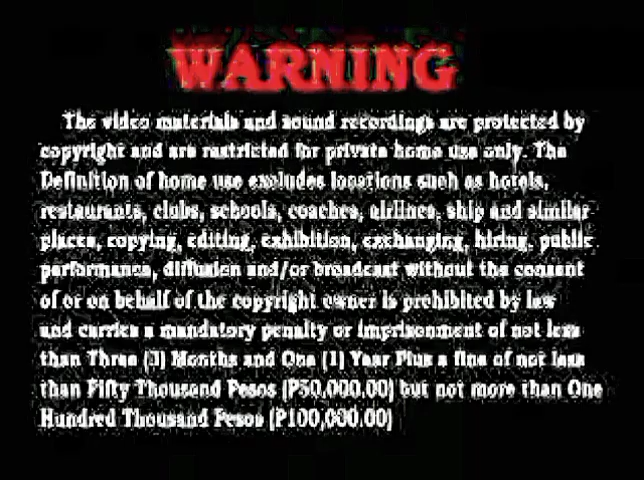 WARNING
The video materials and sound recordings are protected by
copyright and are restricted for private home use only. The
Definition of home use excludes locations such as hotels,
restaurants, clubs, schools, coaches, airlines, ship and similar
places, copying, editing, exhibition, exchanging, hiring, public
performance, diffusion and/or broadcast without the consent
of or on behalf of the copyright owner is prohibited by law
and carries a mandatory penalty or imprisonment of not less
than Three (3) Months and One (1) Year Plus a fine of not less
than Fifty Thousand Pesos (P50,000.00) but not more than One
Hundred Thousand Pesos (P100,000.00)